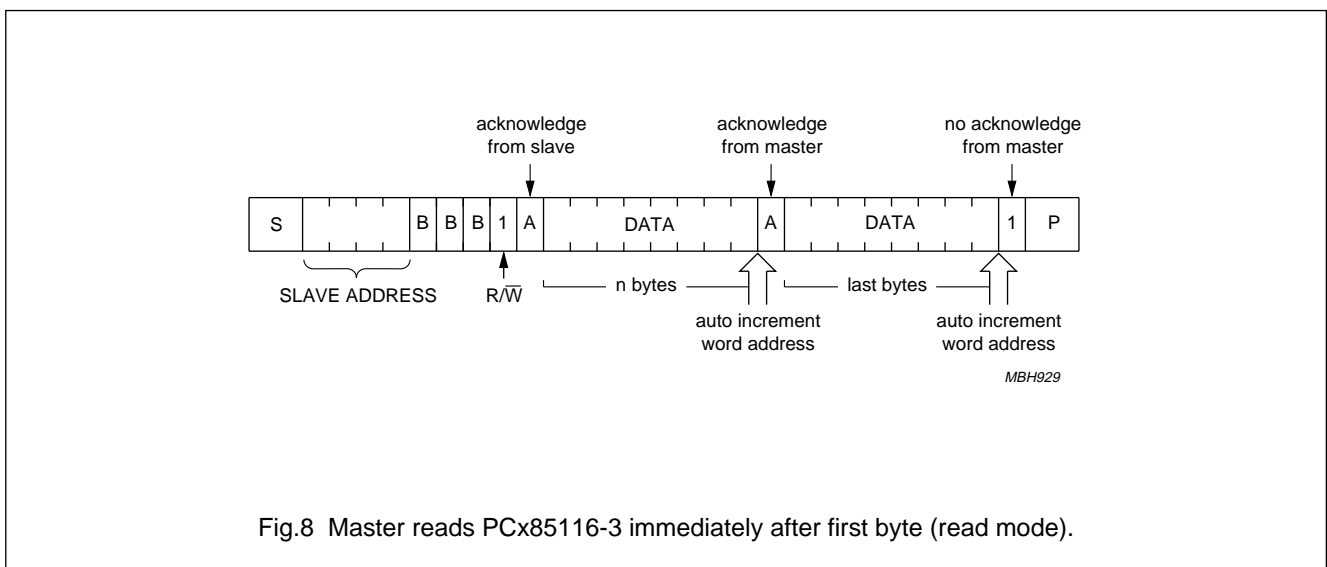 acknowledge
from slave
acknowledge
from master
no acknowledge
from master
S B B B 1 A DATA A DATA 1 P
SLAVE ADDRESS
R/W̅
n bytes
last bytes
auto increment
word address
auto increment
word address
MBH929
Fig.8 Master reads PCx85116-3 immediately after first byte (read mode).